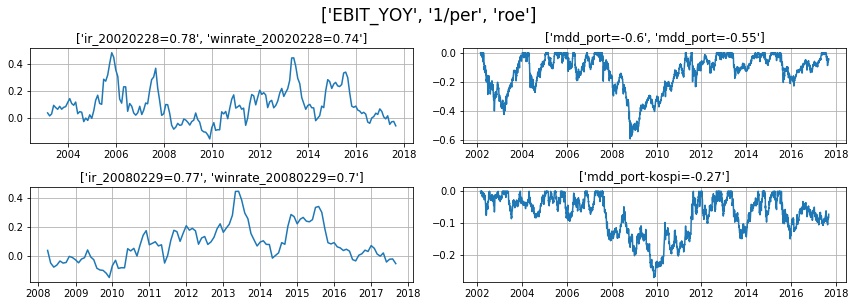 ['EBIT_YOY', '1/per', 'roe']
['ir_20020228=0.78', 'winrate_20020228=0.74']
0.4
0.2
0.0
2004 2006 2008 2010 2012 2014 2016 2018
['mdd_port=-0.6', 'mdd_port=-0.55']
0.0
−0.2
−0.4
−0.6
2002 2004 2006 2008 2010 2012 2014 2016 2018
['ir_20080229=0.77', 'winrate_20080229=0.7']
0.4
0.2
0.0
2008 2009 2010 2011 2012 2013 2014 2015 2016 2017 2018
['mdd_port-kospi=-0.27']
0.0
−0.1
−0.2
2002 2004 2006 2008 2010 2012 2014 2016 2018